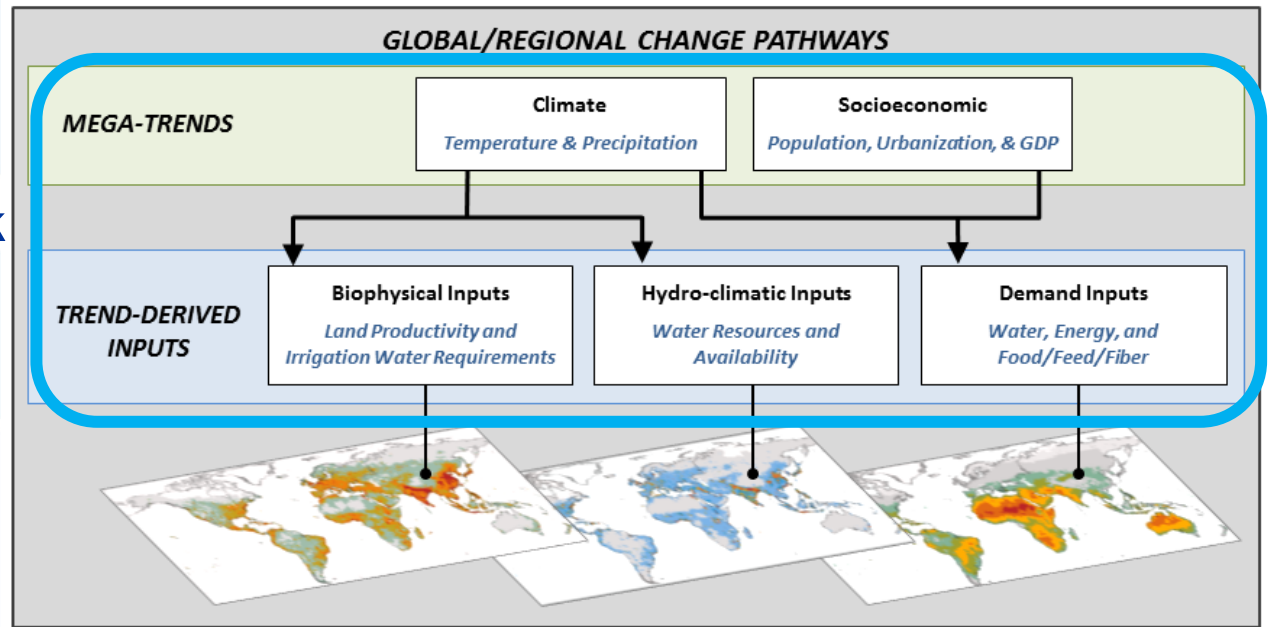 GLOBAL/REGIONAL CHANGE PATHWAYS
MEGA-TRENDS
Climate
Temperature & Precipitation
Socioeconomic
Population, Urbanization, & GDP
K
TREND-DERIVED
INPUTS
Biophysical Inputs
Land Productivity and
Irrigation Water Requirements
Hydro-climatic Inputs
Water Resources and
Availability
Demand Inputs
Water, Energy, and
Food/Feed/Fiber